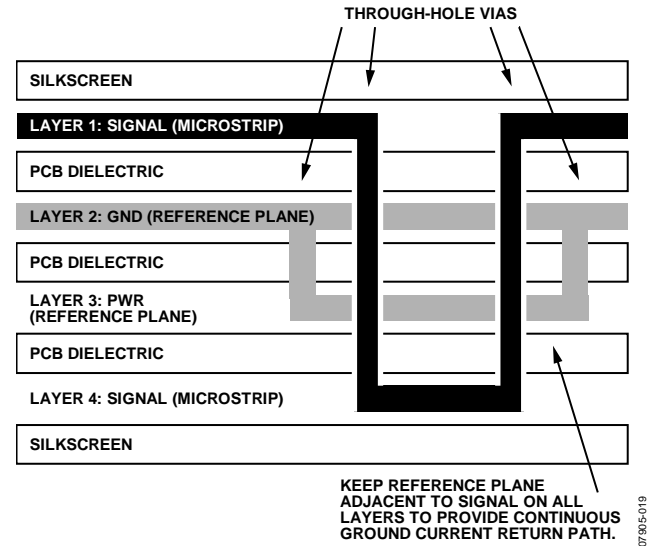 THROUGH-HOLE VIAS
SILKSCREEN
LAYER 1: SIGNAL (MICROSTRIP)
PCB DIELECTRIC
LAYER 2: GND (REFERENCE PLANE)
PCB DIELECTRIC
LAYER 3: PWR
(REFERENCE PLANE)
PCB DIELECTRIC
LAYER 4: SIGNAL (MICROSTRIP)
SILKSCREEN
KEEP REFERENCE PLANE
ADJACENT TO SIGNAL ON ALL
LAYERS TO PROVIDE CONTINUOUS
GROUND CURRENT RETURN PATH.
07905-019